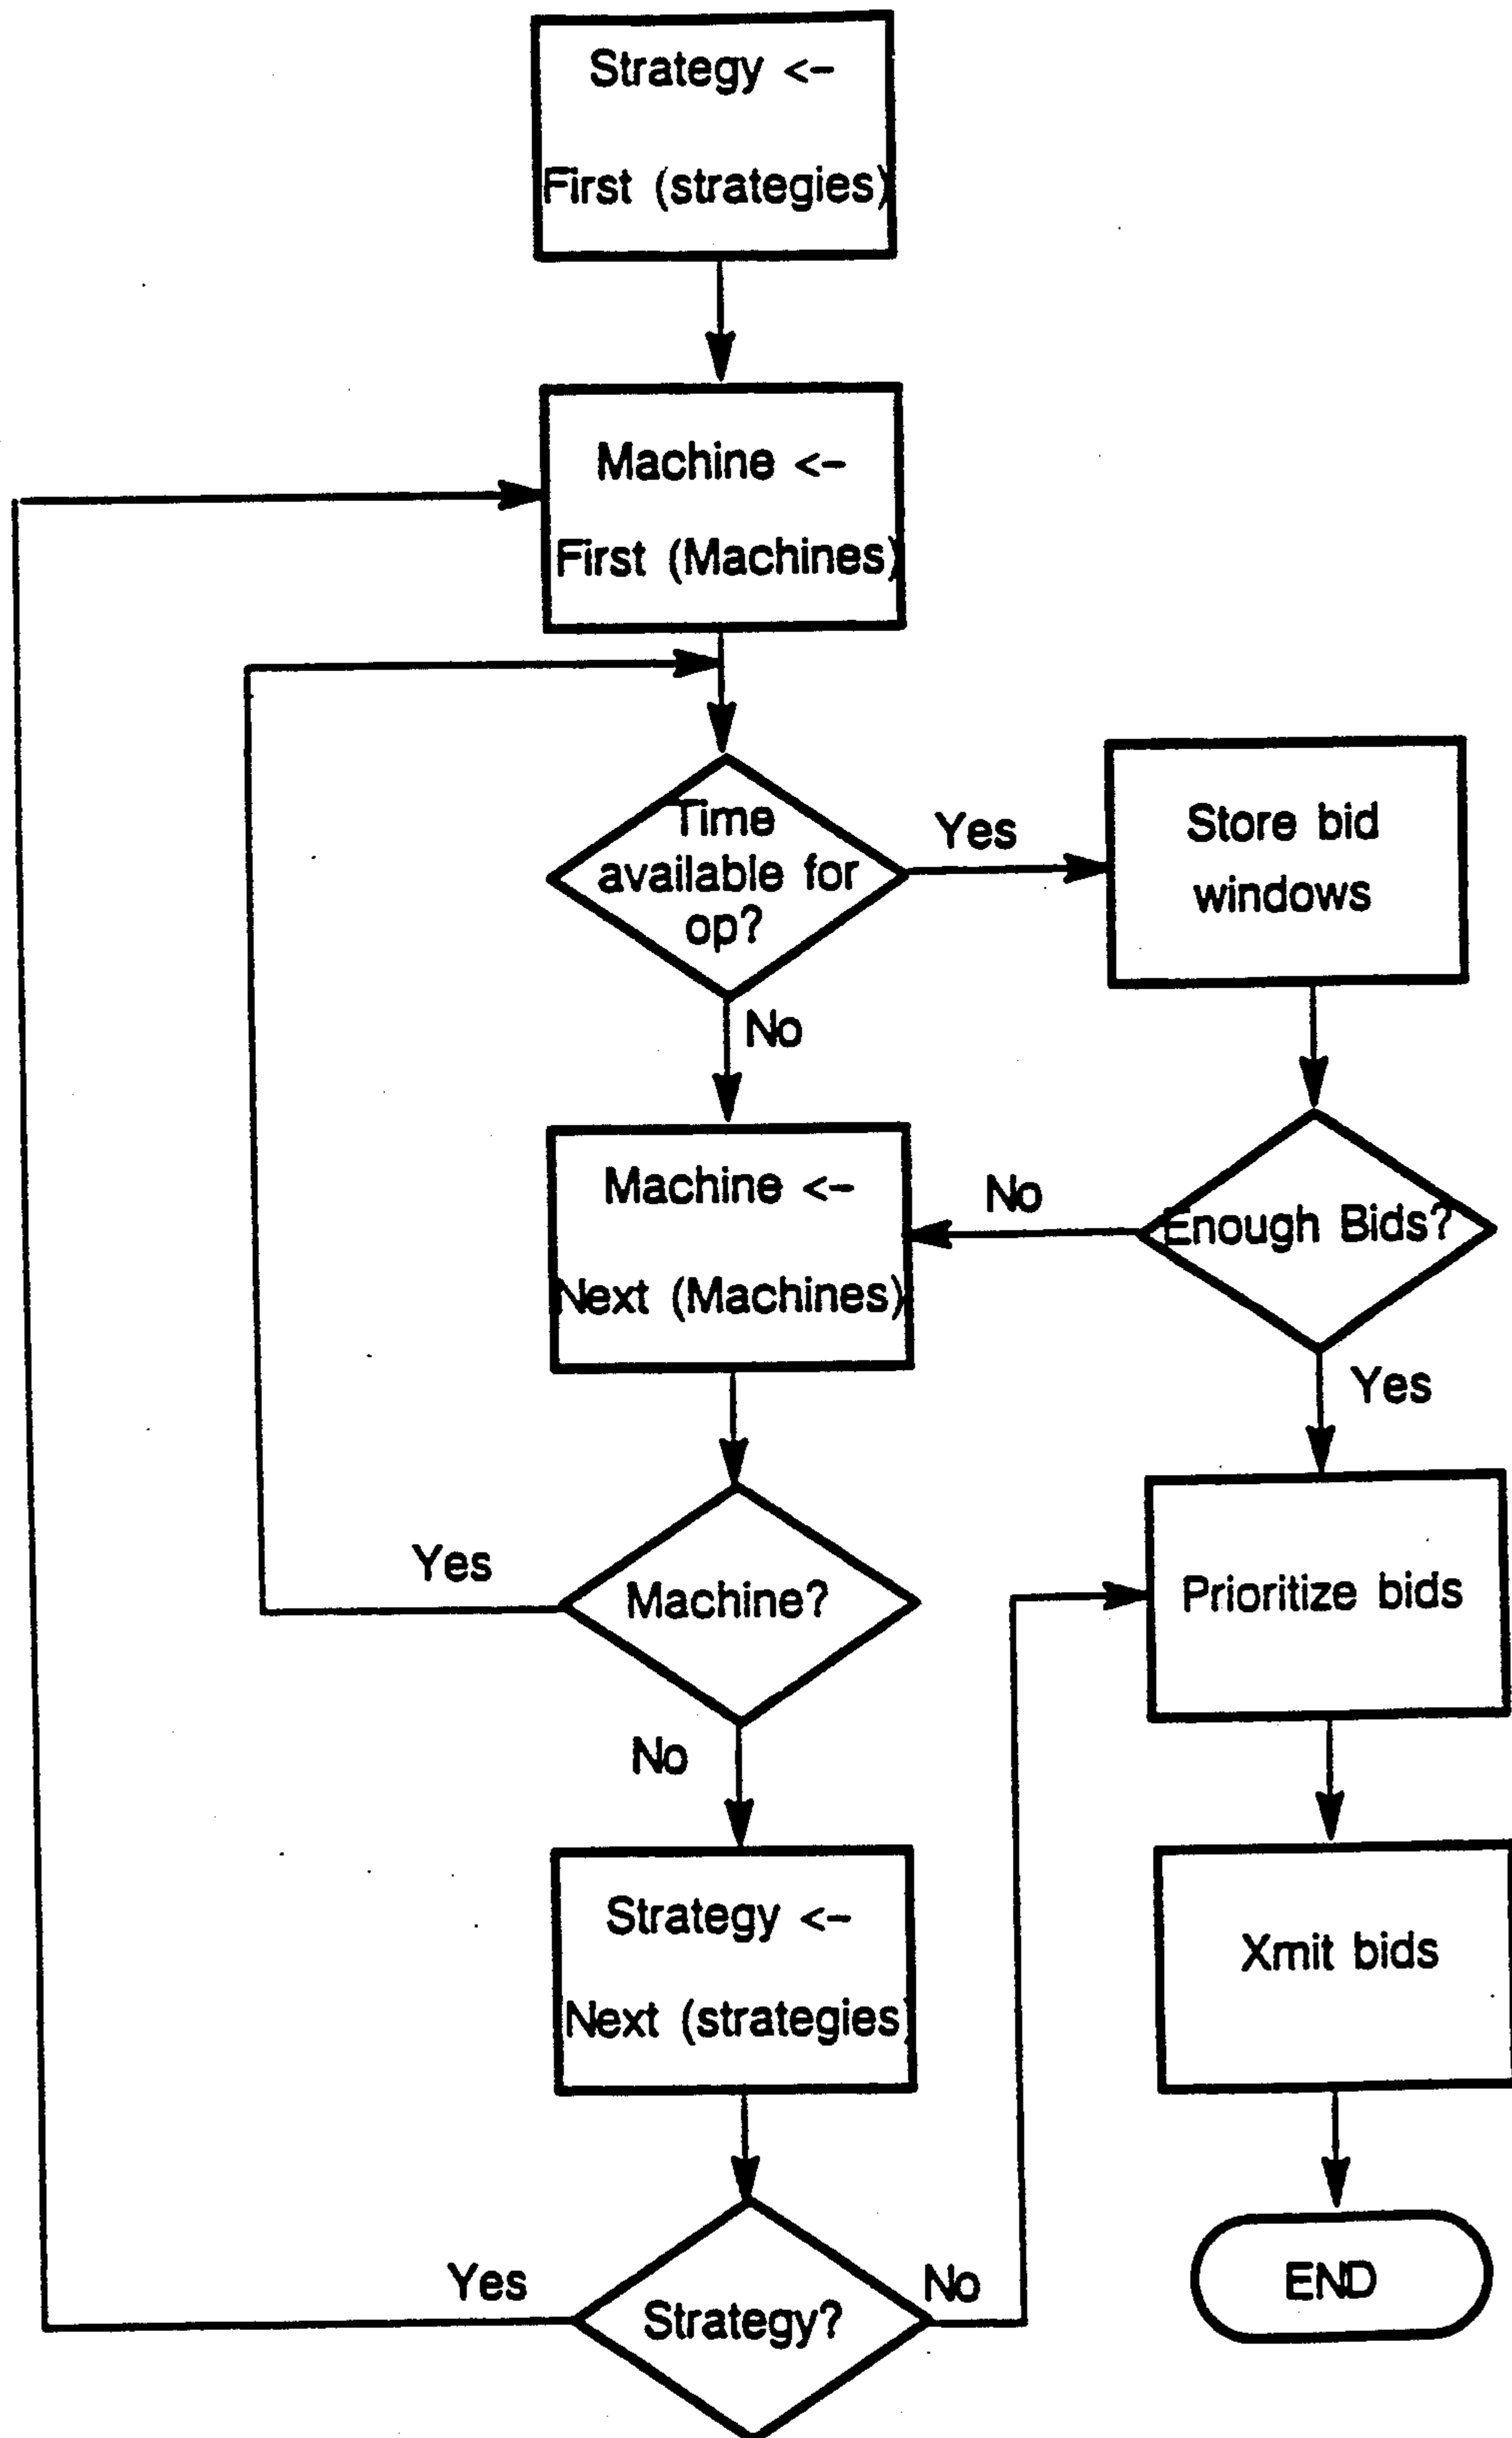 Strategy <-
First (strategies)
Machine <-
First (Machines)
Time
available for
op?
Yes
Store bid
windows
No
Machine <-
Next (Machines)
No
Enough Bids?
Yes
Yes
Machine?
Prioritize bids
No
Strategy <-
Next (strategies)
Xmit bids
Yes
Strategy?
No
END